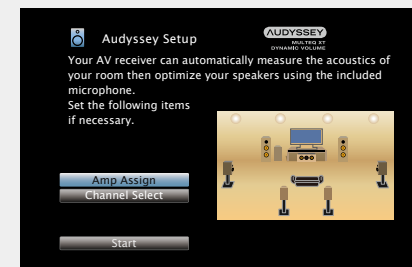 Audyssey Setup
AUDYSSEY
MULTEQ XT
DYNAMIC VOLUME
Your AV receiver can automatically measure the acoustics of
your room then optimize your speakers using the included
microphone.
Set the following items
if necessary.
Amp Assign
Channel Select
Start